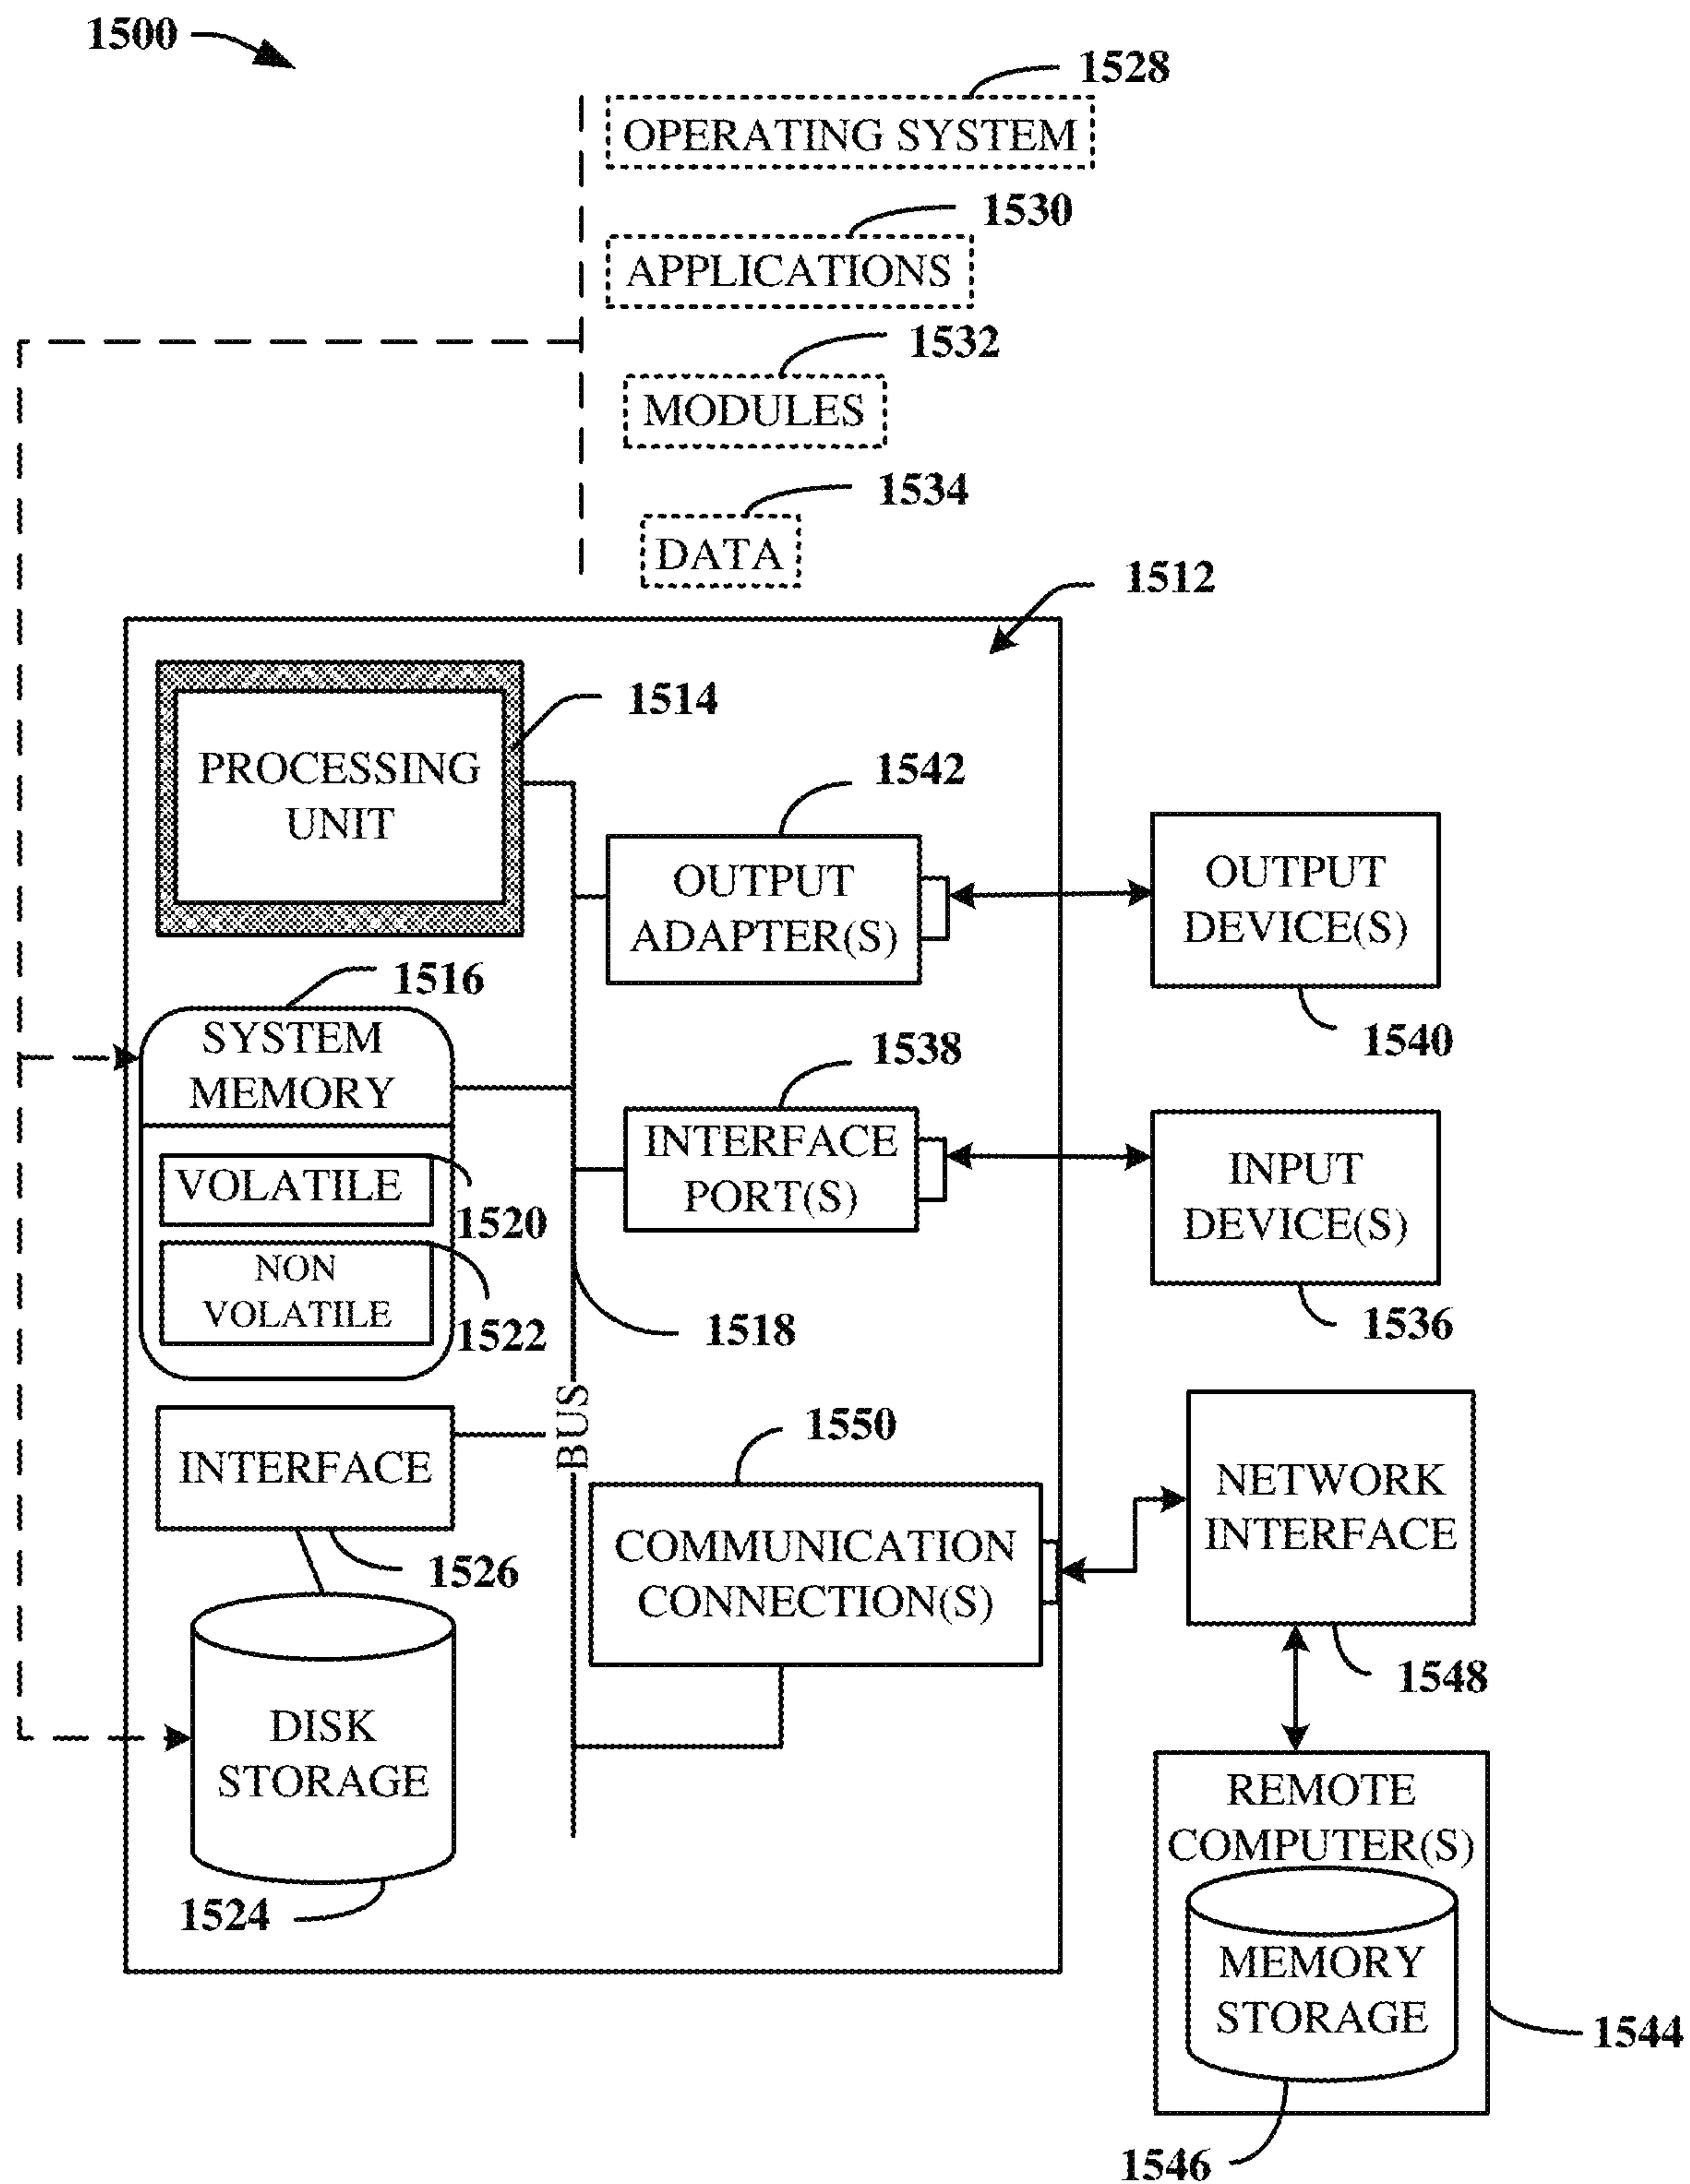 1500
1528
OPERATING SYSTEM
1530
APPLICATIONS
1532
MODULES
1534
DATA
1512
1514
PROCESSING
UNIT
1542
OUTPUT
ADAPTER(S)
OUTPUT
DEVICE(S)
1540
1516
SYSTEM
MEMORY
VOLATILE
1520
NON
VOLATILE
1522
1538
INTERFACE
PORT(S)
INPUT
DEVICE(S)
1536
1518
BUS
INTERFACE
1526
1550
COMMUNICATION
CONNECTION(S)
NETWORK
INTERFACE
1548
DISK
STORAGE
1524
REMOTE
COMPUTER(S)
MEMORY
STORAGE
1544
1546